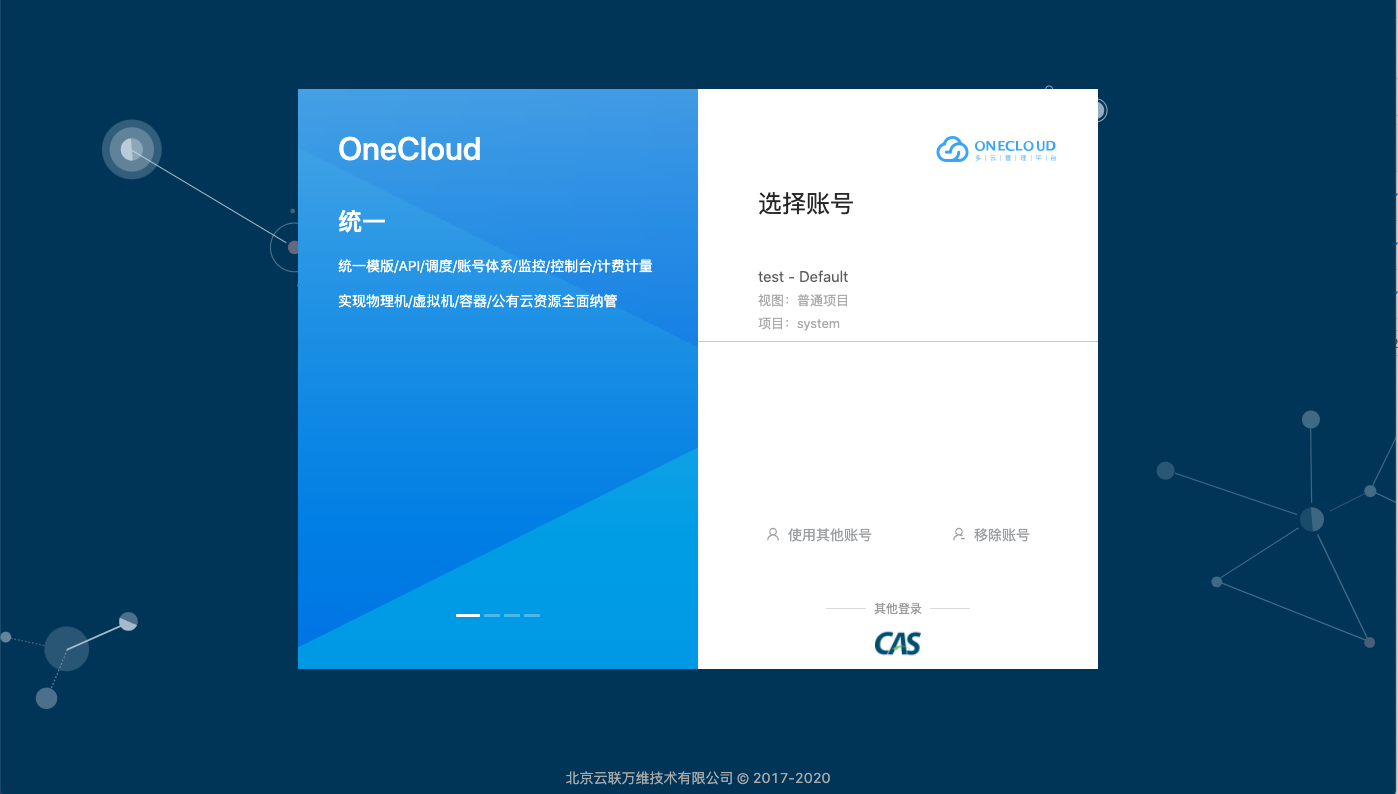 OneCloud
统一
统一模版/API/调度/账号体系/监控/控制台/计费计量
实现物理机/虚拟机/容器/公有云资源全面纳管
ONECLOUD
多|云|管|理|平|台
选择账号
test - Default
视图：普通项目
项目：system
使用其他账号
移除账号
其他登录
CAS
北京云联万维技术有限公司 © 2017-2020